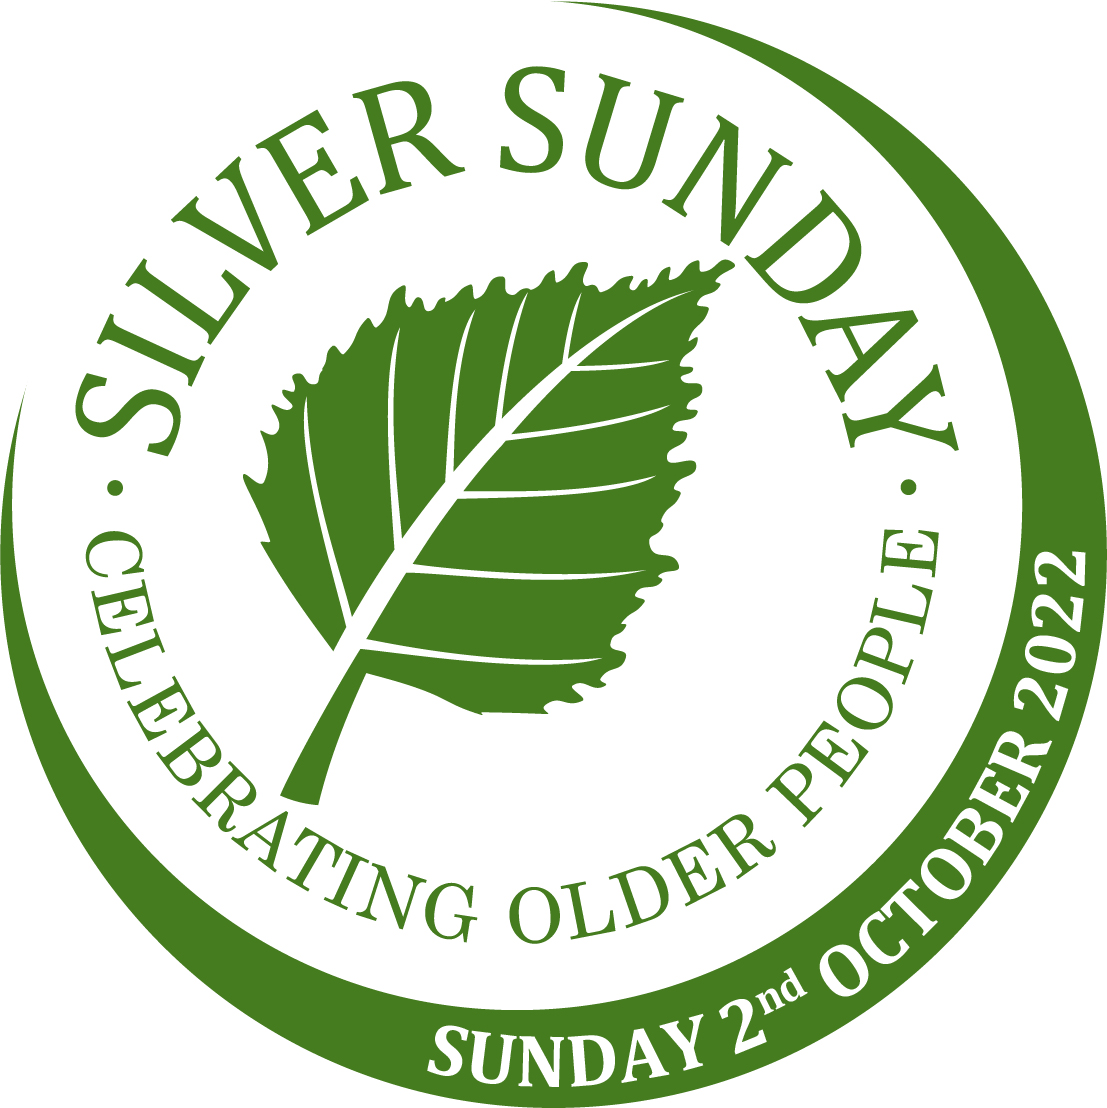 SILVER SUNDAY
· CELEBRATING OLDER PEOPLE ·
SUNDAY 2nd OCTOBER 2022